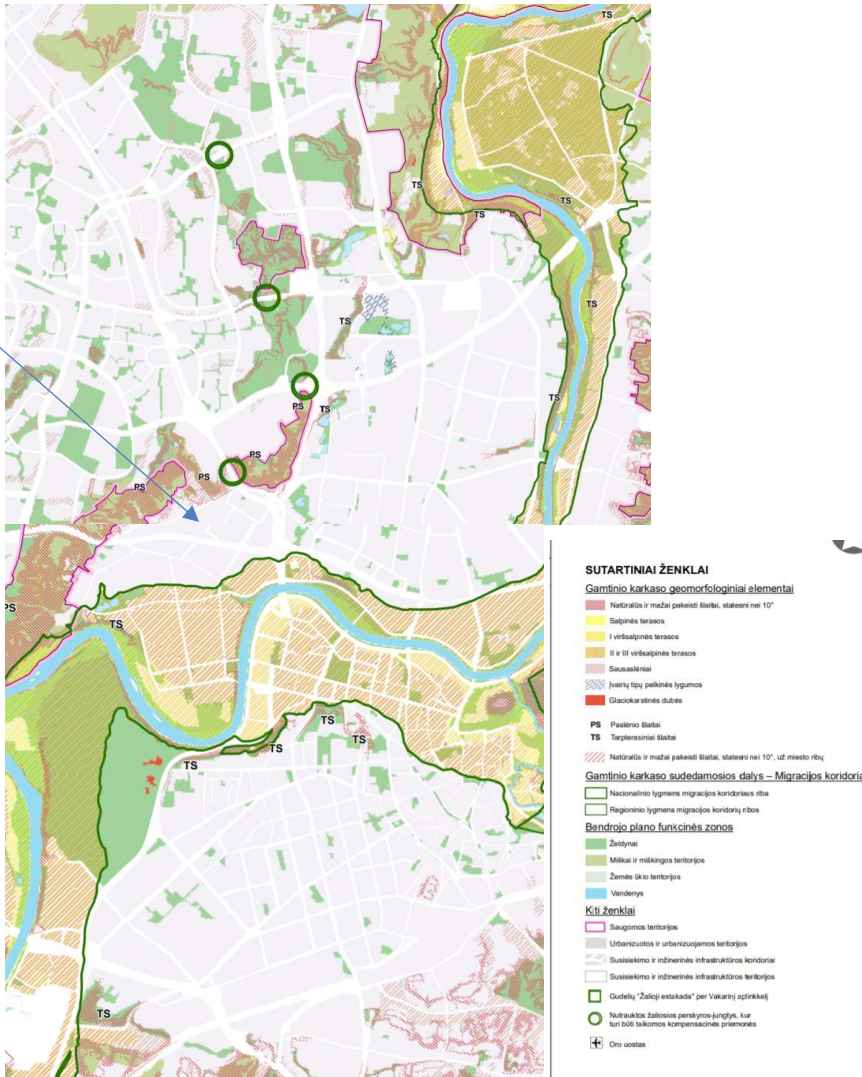 TS
TS
TS
TS
TS
TS
TS
PS
TS
PS
PS
PS
PS
TS
TS
TS
TS
TS
TS
SUTARTINIAI ŽENKLAI
Gamtinio karkaso geomorfologiniai elementai
Natūralūs ir mažai pakeisti šlaitai, statesni nei 10°
Salpinės terasos
I viršsalpinės terasos
II ir III viršsalpinės terasos
Sausaslėniai
Įvairių tipų pelkinės lygumos
Glaciokarstinės dubės
PS Paslėnio šlaitai
TS Tarpterasiniai šlaitai
Natūralūs ir mažai pakeisti šlaitai, statesni nei 10°, už miesto ribų
Gamtinio karkaso sudedamosios dalys – Migracijos koridoria
Nacionalinio lygmens migracijos koridoriaus riba
Regioninio lygmens migracijos koridorių ribos
Bendrojo plano funkcinės zonos
Želdynai
Miškai ir miškingos teritorijos
Žemės ūkio teritorijos
Vandenys
Kiti ženklai
Saugomos teritorijos
Urbanizuotos ir urbanizuojamos teritorijos
Susisiekimo ir inžinerinės infrastruktūros koridoriai
Susisiekimo ir inžinerinės infrastruktūros teritorijos
Gudelių "Žalioji estakada" per Vakarinį aplinkkelį
Nutrauktos žaliosios perskyros-jungtys, kur
turi būti taikomos kompensacinės priemonės
Oro uostas